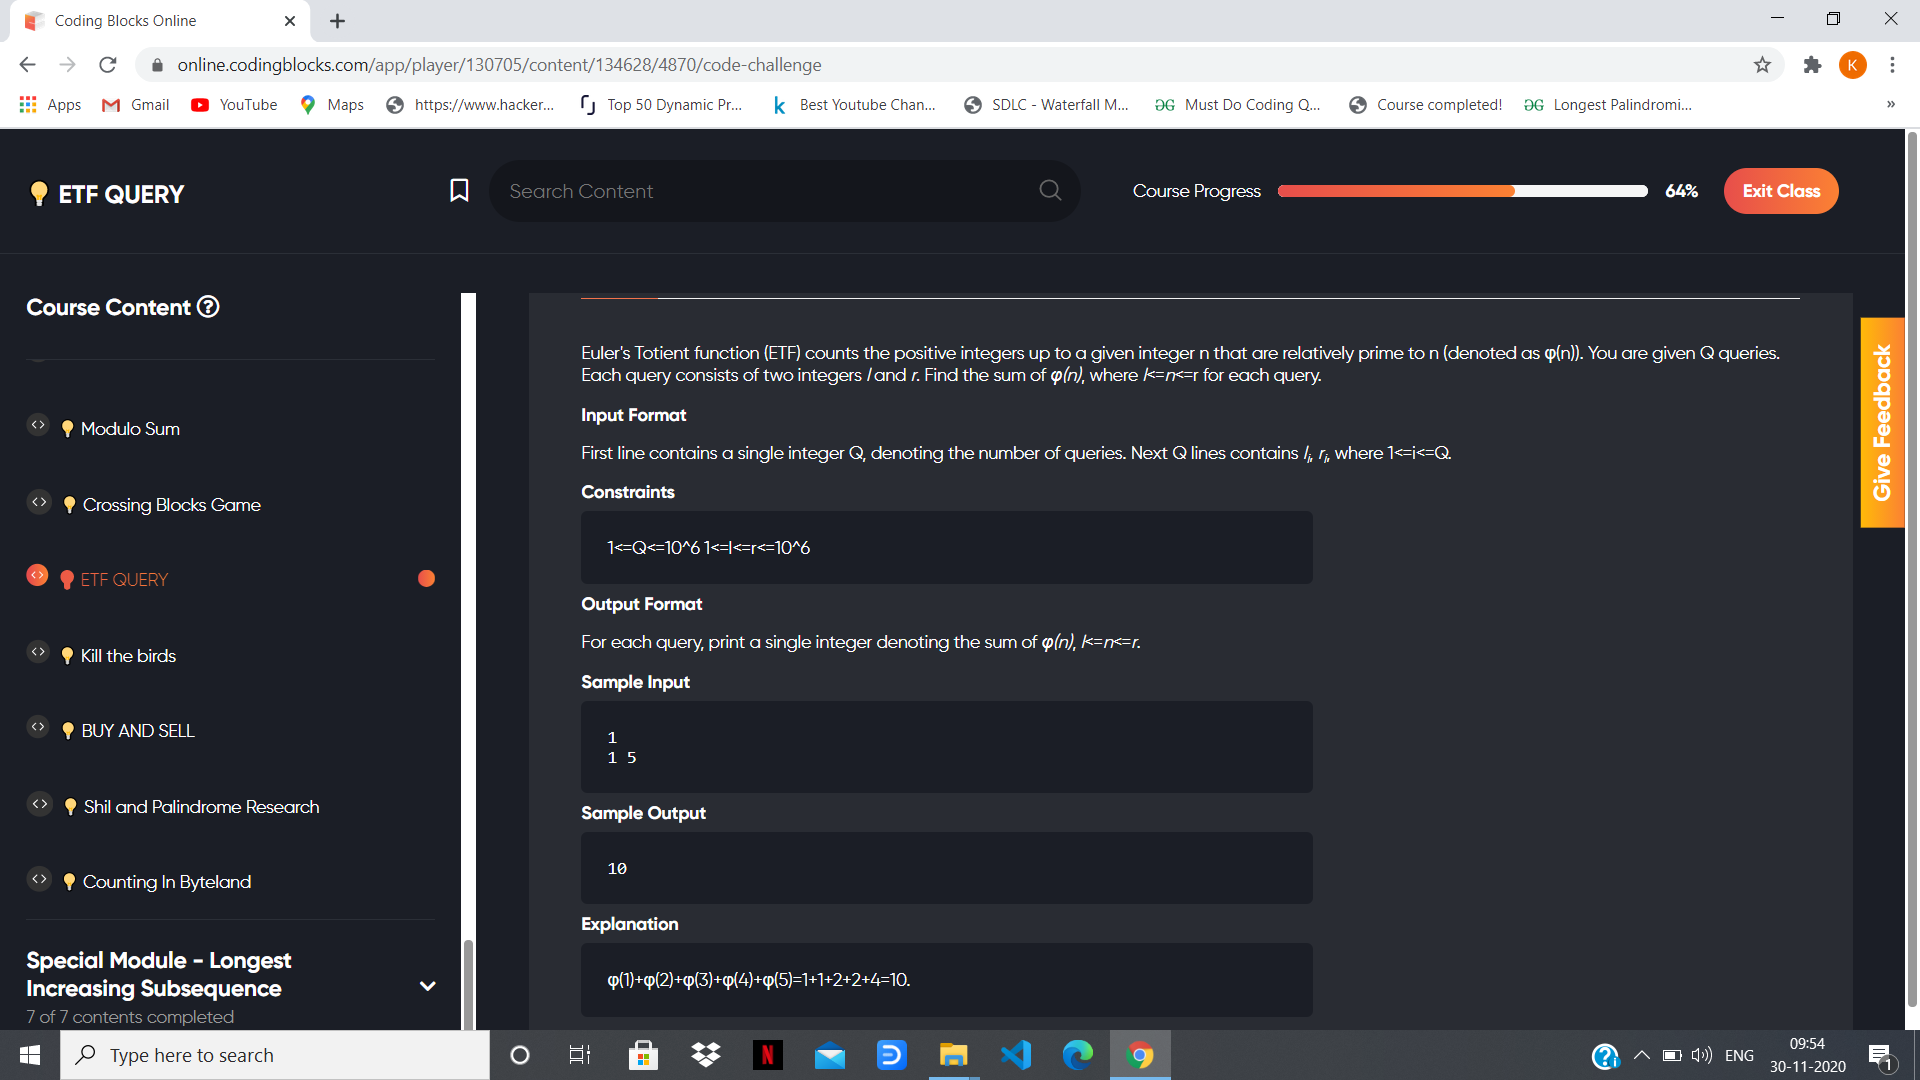 Coding Blocks Online
online.codingblocks.com/app/player/130705/content/134628/4870/code-challenge
K
Apps Gmail YouTube Maps https://www.hacker... Top 50 Dynamic Pr... Best Youtube Chan... SDLC - Waterfall M... Must Do Coding Q... Course completed! Longest Palindromi... »
ETF QUERY
Search Content
Course Progress 64%
Exit Class
Course Content
Modulo Sum
Crossing Blocks Game
ETF QUERY
Kill the birds
BUY AND SELL
Shil and Palindrome Research
Counting In Byteland
Special Module - Longest
Increasing Subsequence
7 of 7 contents completed
Euler's Totient function (ETF) counts the positive integers up to a given integer n that are relatively prime to n (denoted as φ(n)). You are given Q queries.
Each query consists of two integers l and r. Find the sum of φ(n), where l<=n<=r for each query.
Input Format
First line contains a single integer Q, denoting the number of queries. Next Q lines contains li, ri, where 1<=i<=Q.
Constraints
1<=Q<=10^6 1<=l<=r<=10^6
Output Format
For each query, print a single integer denoting the sum of φ(n), l<=n<=r.
Sample Input
1
1 5
Sample Output
10
Explanation
φ(1)+φ(2)+φ(3)+φ(4)+φ(5)=1+1+2+2+4=10.
Give Feedback
Type here to search
ENG
09:54
30-11-2020
1